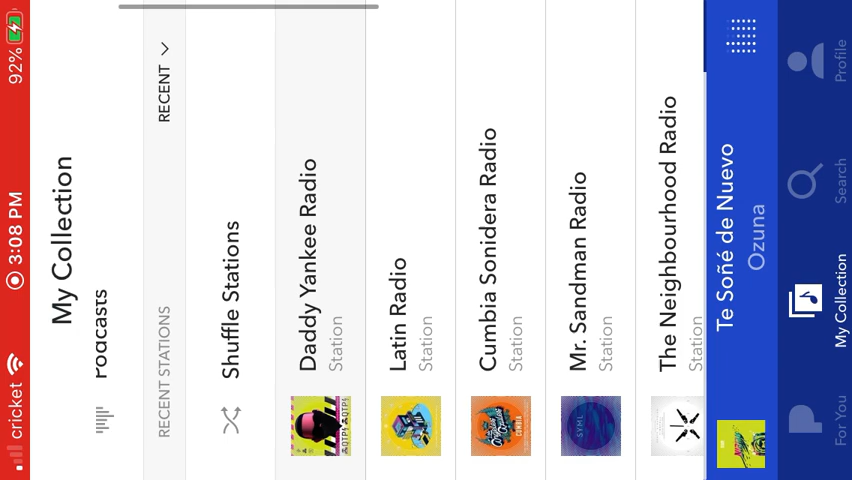 cricket 3:08 PM 92%
My Collection
Podcasts
RECENT STATIONS RECENT
Shuffle Stations
Daddy Yankee Radio
Station
Latin Radio
Station
Cumbia Sonidera Radio
Station
CUMBIA
Mr. Sandman Radio
Station
SYML
The Neighbourhood Radio
Station
Te Soñé de Nuevo
Ozuna
For You
My Collection
Search
Profile